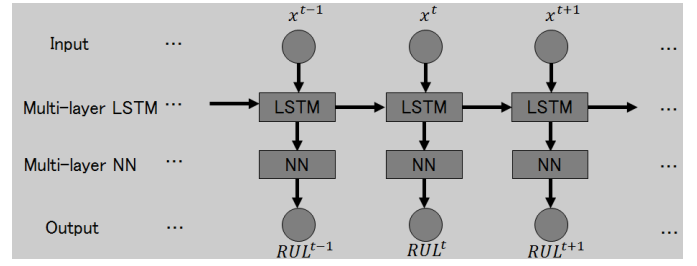 x^{t-1} x^t x^{t+1}
Input ... ...
Multi-layer LSTM ... LSTM LSTM LSTM ...
Multi-layer NN ... NN NN NN ...
Output ... ...
RUL^{t-1} RUL^t RUL^{t+1}